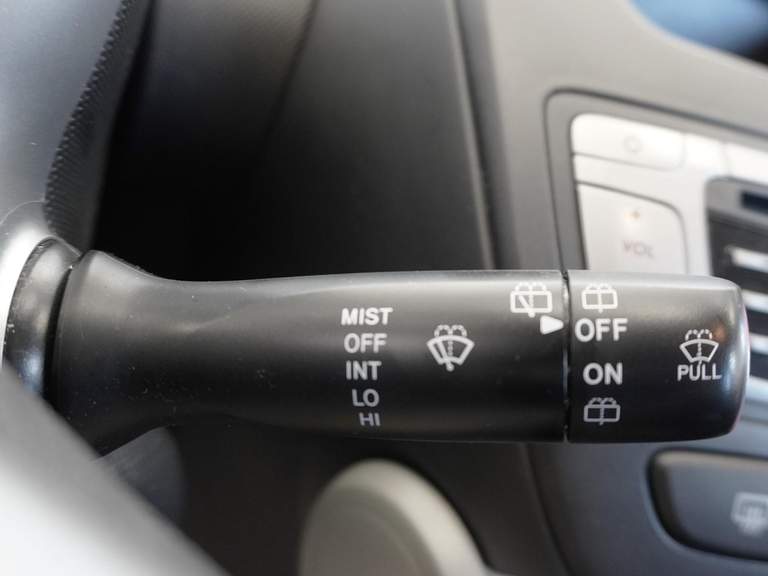 MIST
OFF
INT
LO
HI
OFF
ON
PULL
VOL